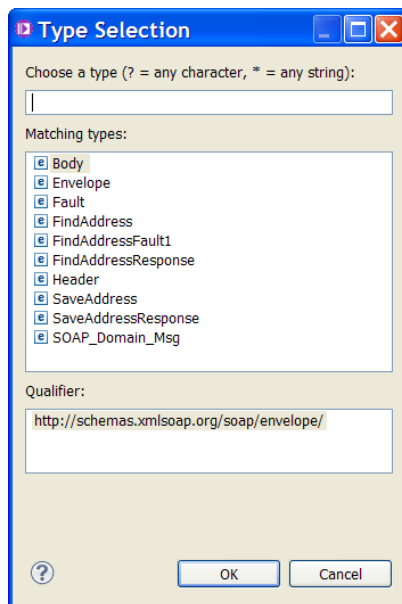 Type Selection
Choose a type (? = any character, * = any string):
Matching types:
Body
Envelope
Fault
FindAddress
FindAddressFault1
FindAddressResponse
Header
SaveAddress
SaveAddressResponse
SOAP_Domain_Msg
Qualifier:
http://schemas.xmlsoap.org/soap/envelope/
OK Cancel